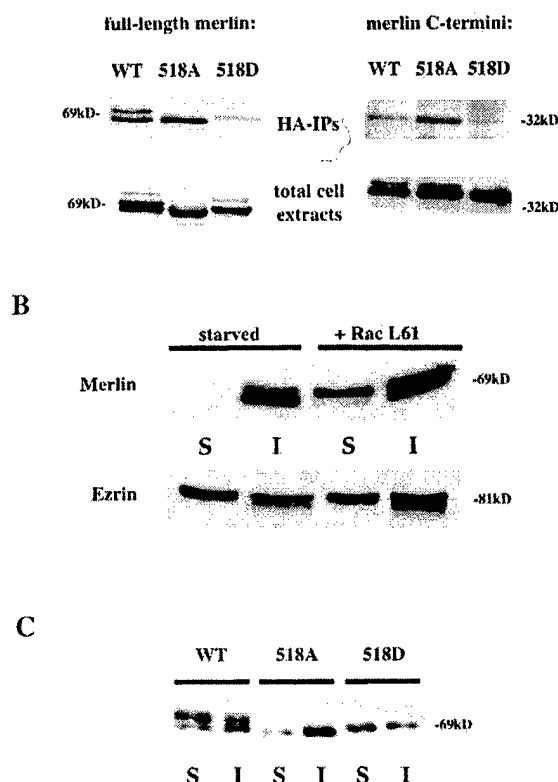 full-length merlin: merlin C-termini:
WT 518A 518D WT 518A 518D
69kD- HA-IPs -32kD
69kD- total cell extracts -32kD
B
starved + Rac L61
Merlin -69kD
S I S I
Ezrin -81kD
C
WT 518A 518D
-69kD
S I S I S I